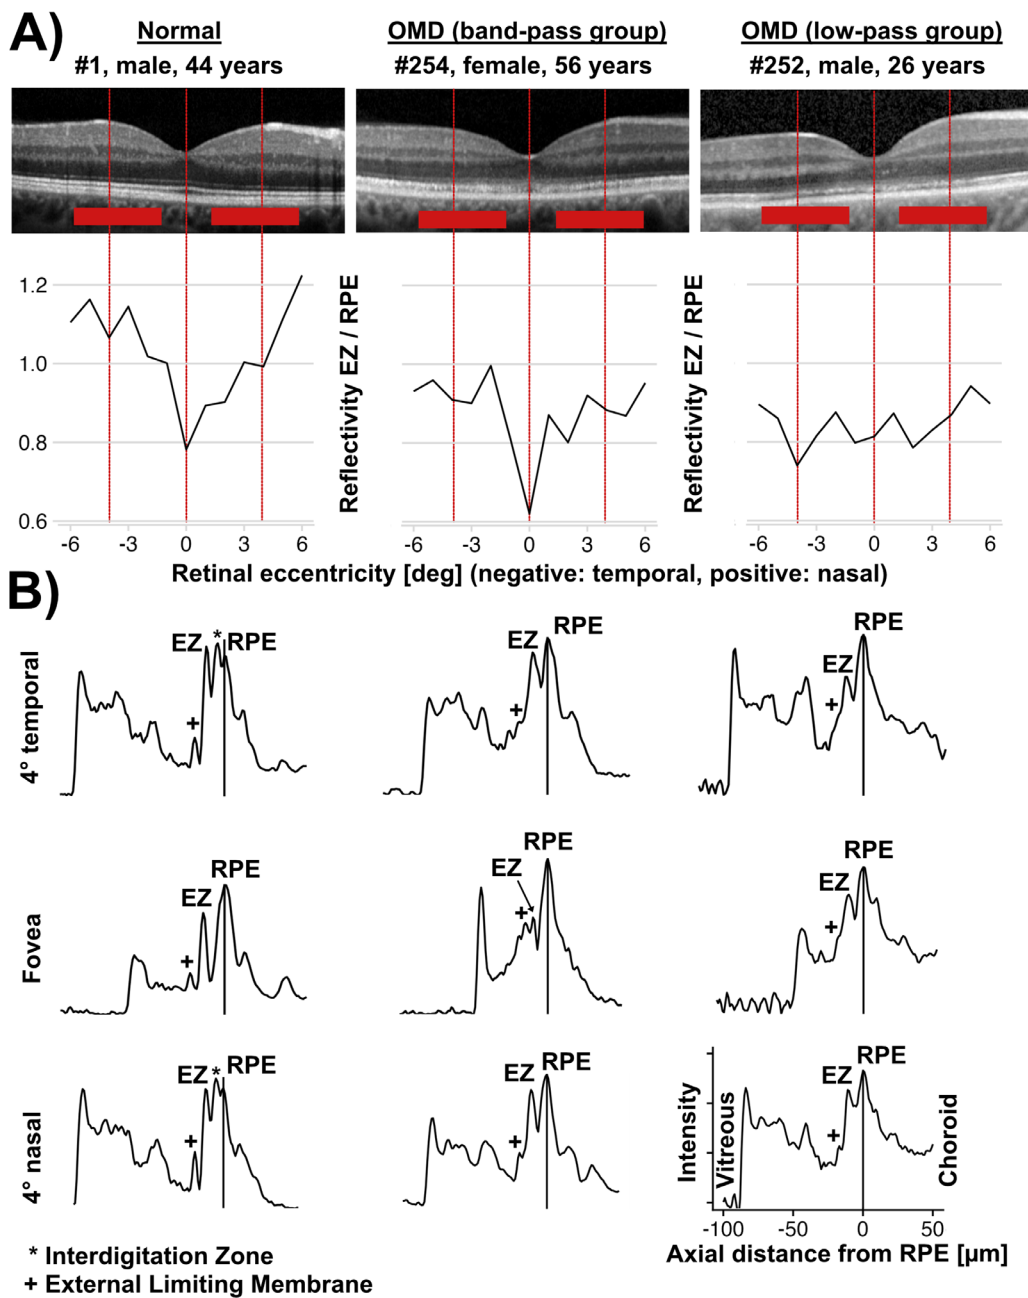 A)
Normal
OMD (band-pass group)
OMD (low-pass group)
#1, male, 44 years
#254, female, 56 years
#252, male, 26 years
1.2
1.0
0.8
0.6
Reflectivity EZ / RPE
Reflectivity EZ / RPE
-6 -3 0 3 6
-6 -3 0 3 6
-6 -3 0 3 6
Retinal eccentricity [deg] (negative: temporal, positive: nasal)
B)
4° temporal
EZ * RPE
+
EZ RPE
+
RPE
EZ
+
Fovea
RPE
EZ
+
RPE
EZ
+
RPE
EZ
+
4° nasal
EZ * RPE
+
EZ RPE
+
RPE
EZ
+
Intensity
Vitreous
Choroid
-100 -50 0 50
Axial distance from RPE [µm]
* Interdigitation Zone
+ External Limiting Membrane